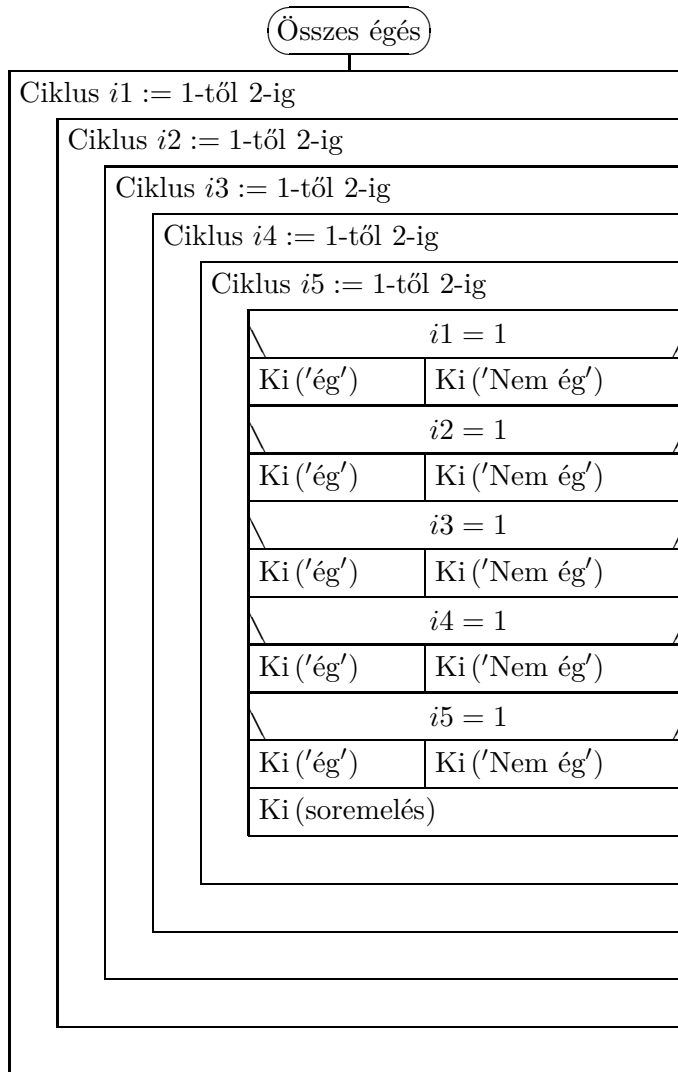 Összes égés
Ciklus i1 := 1-től 2-ig
Ciklus i2 := 1-től 2-ig
Ciklus i3 := 1-től 2-ig
Ciklus i4 := 1-től 2-ig
Ciklus i5 := 1-től 2-ig
i1 = 1
Ki (′ég′) Ki (′Nem ég′)
i2 = 1
Ki (′ég′) Ki (′Nem ég′)
i3 = 1
Ki (′ég′) Ki (′Nem ég′)
i4 = 1
Ki (′ég′) Ki (′Nem ég′)
i5 = 1
Ki (′ég′) Ki (′Nem ég′)
Ki (soremelés)